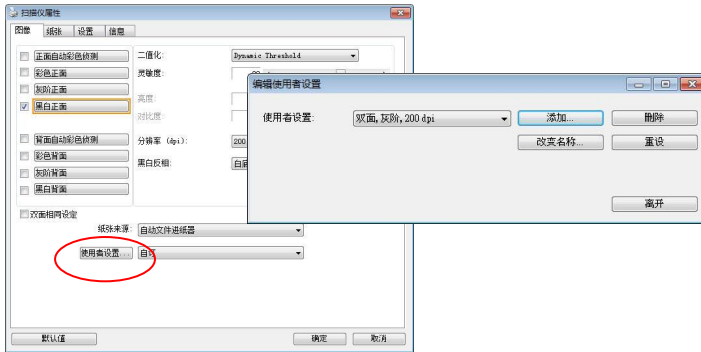 扫描仪属性
图像 纸张 设置 信息
正面自动彩色侦测
彩色正面
灰阶正面
黑白正面
背面自动彩色侦测
彩色背面
灰阶背面
黑白背面
二值化: Dynamic Threshold
灵敏度:
亮度:
对比度:
分辨率 (dpi): 200
黑白反相:
双面相同设定
纸张来源: 自动文件进纸器
使用者设置... 自订
默认值 确定 取消
编辑使用者设置
使用者设置: 双面, 灰阶, 200 dpi 添加... 删除
改变名称... 重设
离开